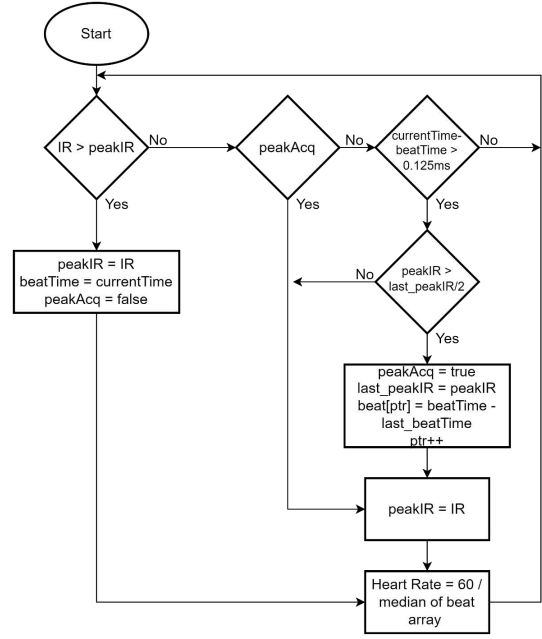 Start
IR > peakIR
No
peakAcq
No
currentTime-
beatTime >
0.125ms
No
Yes
Yes
Yes
peakIR = IR
beatTime = currentTime
peakAcq = false
No
peakIR >
last_peakIR/2
Yes
peakAcq = true
last_peakIR = peakIR
beat[ptr] = beatTime -
last_beatTime
ptr++
peakIR = IR
Heart Rate = 60 /
median of beat
array